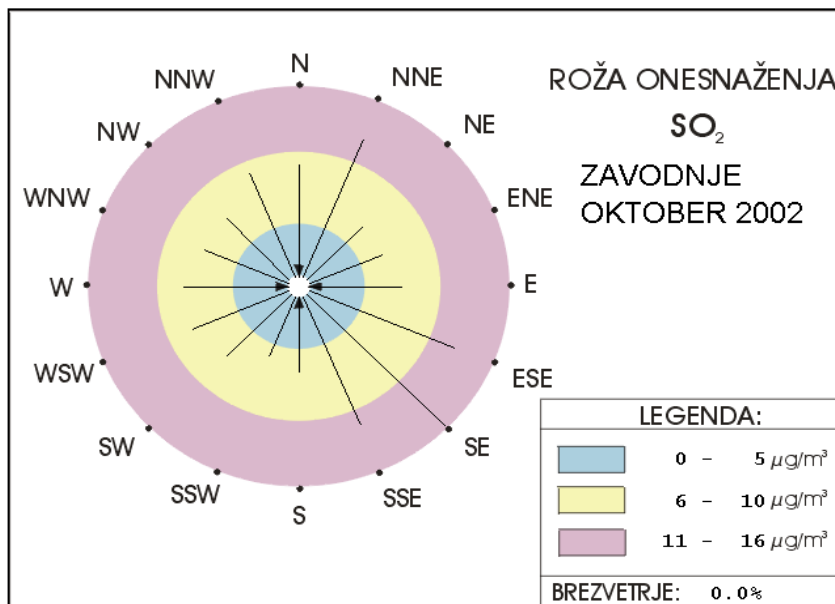 ROŽA ONESNAŽENJA
SO₂
ZAVODNJE
OKTOBER 2002
N
NNE
NE
ENE
E
ESE
SE
SSE
S
SSW
SW
WSW
W
WNW
NW
NNW
LEGENDA:
0 - 5 µg/m³
6 - 10 µg/m³
11 - 16 µg/m³
BREZVETRJE: 0.0%